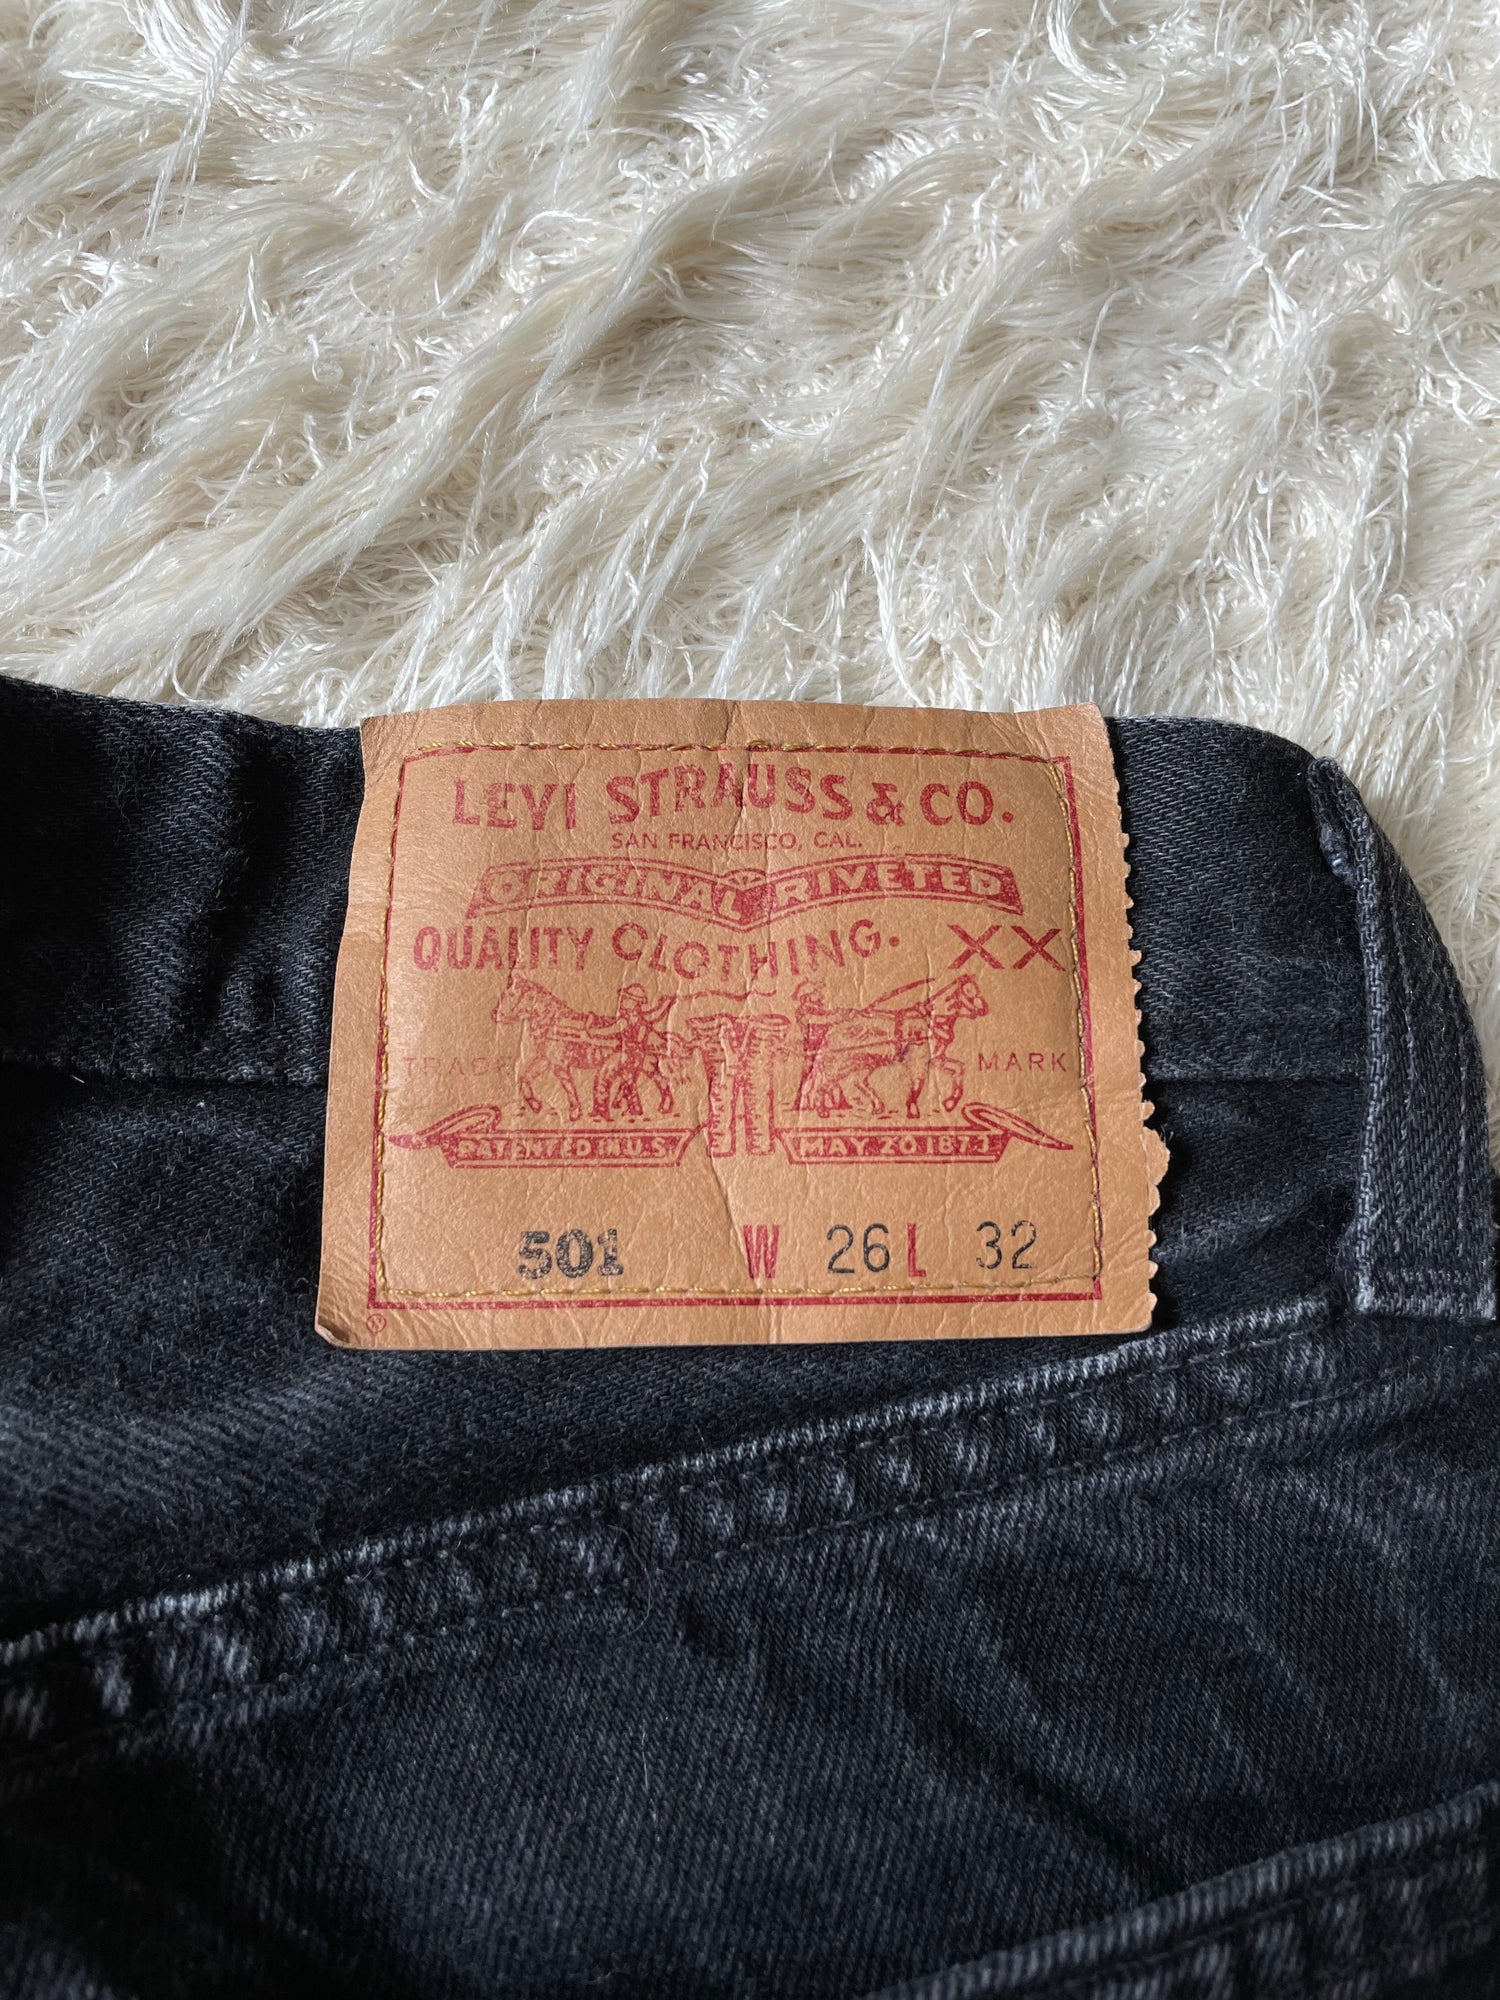 LEVI STRAUSS & CO.
SAN FRANCISCO, CAL.
ORIGINAL RIVETED
QUALITY CLOTHING. XX
TRADE MARK
PATENTED IN U.S. MAY 20 1873
501 W 26 L 32
®